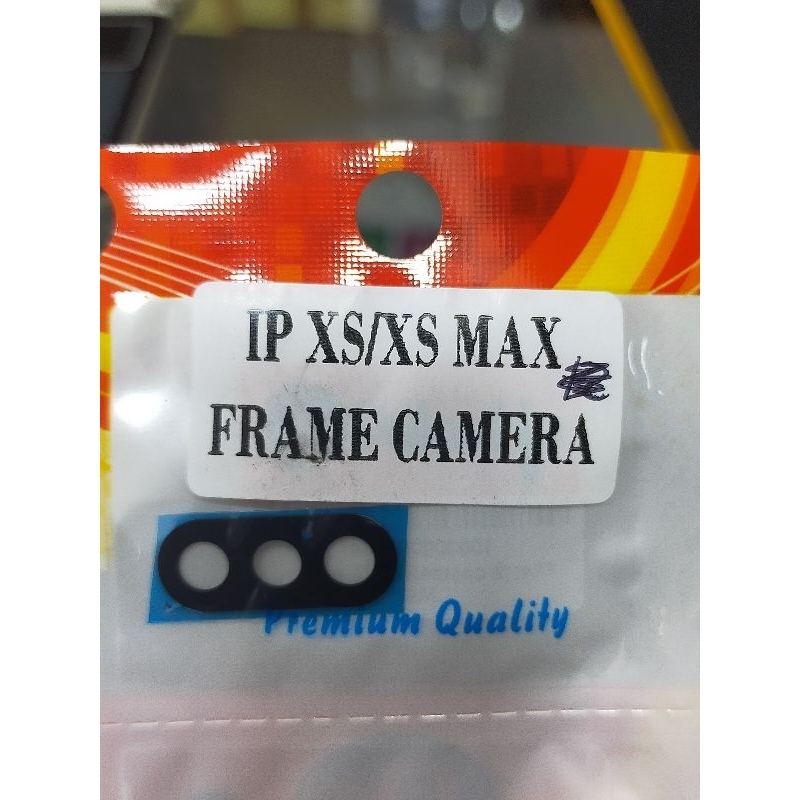 IP XS/XS MAX
FRAME CAMERA
Premium Quality